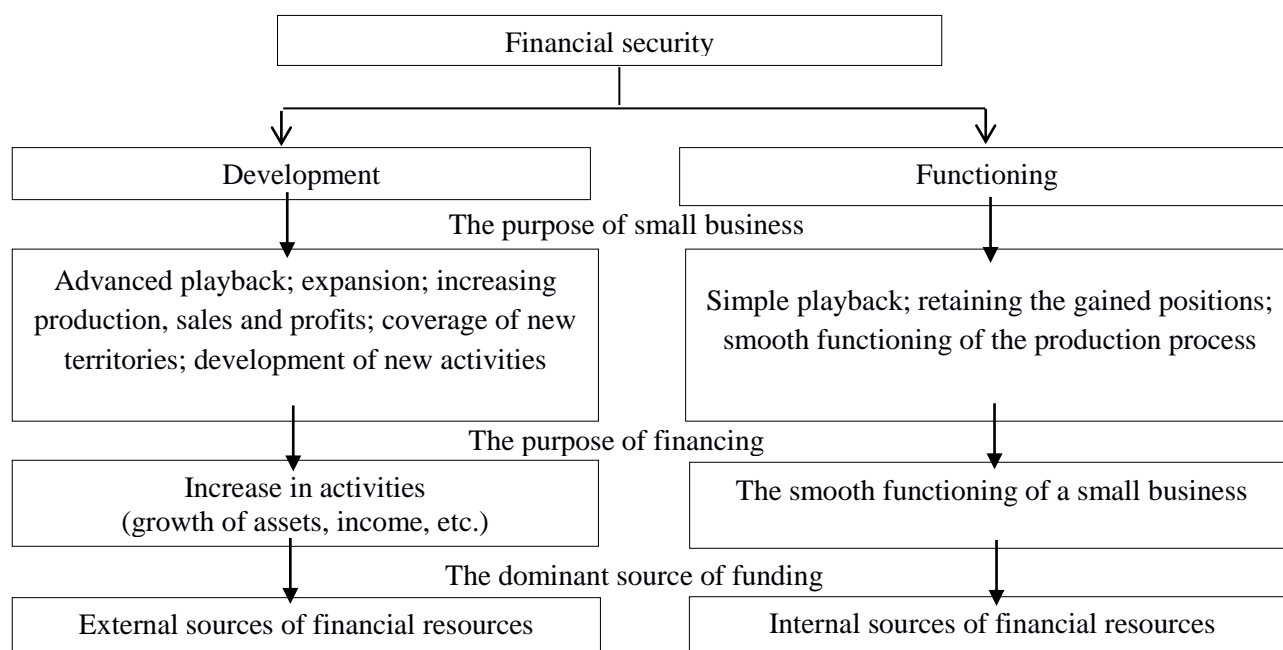 Financial security
Development
Functioning
The purpose of small business
Advanced playback; expansion; increasing
production, sales and profits; coverage of new
territories; development of new activities
Simple playback; retaining the gained positions;
smooth functioning of the production process
The purpose of financing
Increase in activities
(growth of assets, income, etc.)
The smooth functioning of a small business
The dominant source of funding
External sources of financial resources
Internal sources of financial resources